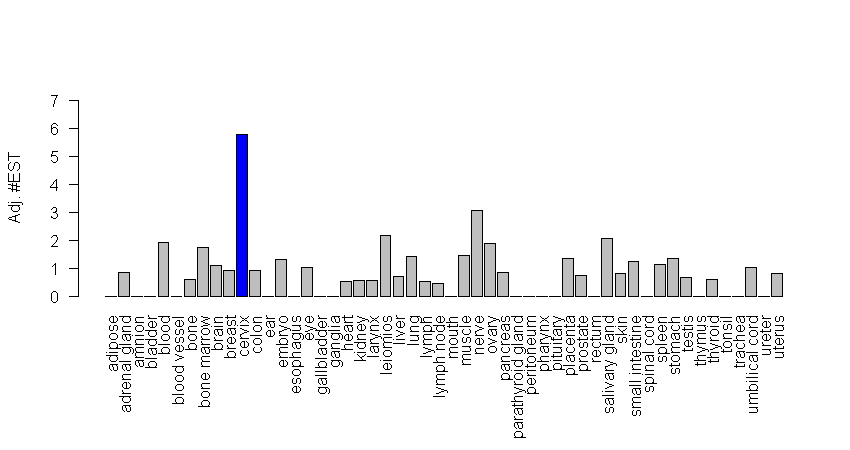 Adj. #EST
7
6
5
4
3
2
1
0
adipose
adrenal gland
amnion
bladder
blood
blood vessel
bone
bone marrow
brain
breast
cervix
colon
ear
embryo
esophagus
eye
gallbladder
ganglia
heart
kidney
larynx
leiomios
liver
lung
lymph
lymph node
mouth
muscle
nerve
ovary
pancreas
parathyroid gland
peritoneum
pharynx
pituitary
placenta
prostate
rectum
salivary gland
skin
small intestine
spinal cord
spleen
stomach
testis
thymus
thyroid
tonsil
trachea
umbilical cord
ureter
uterus